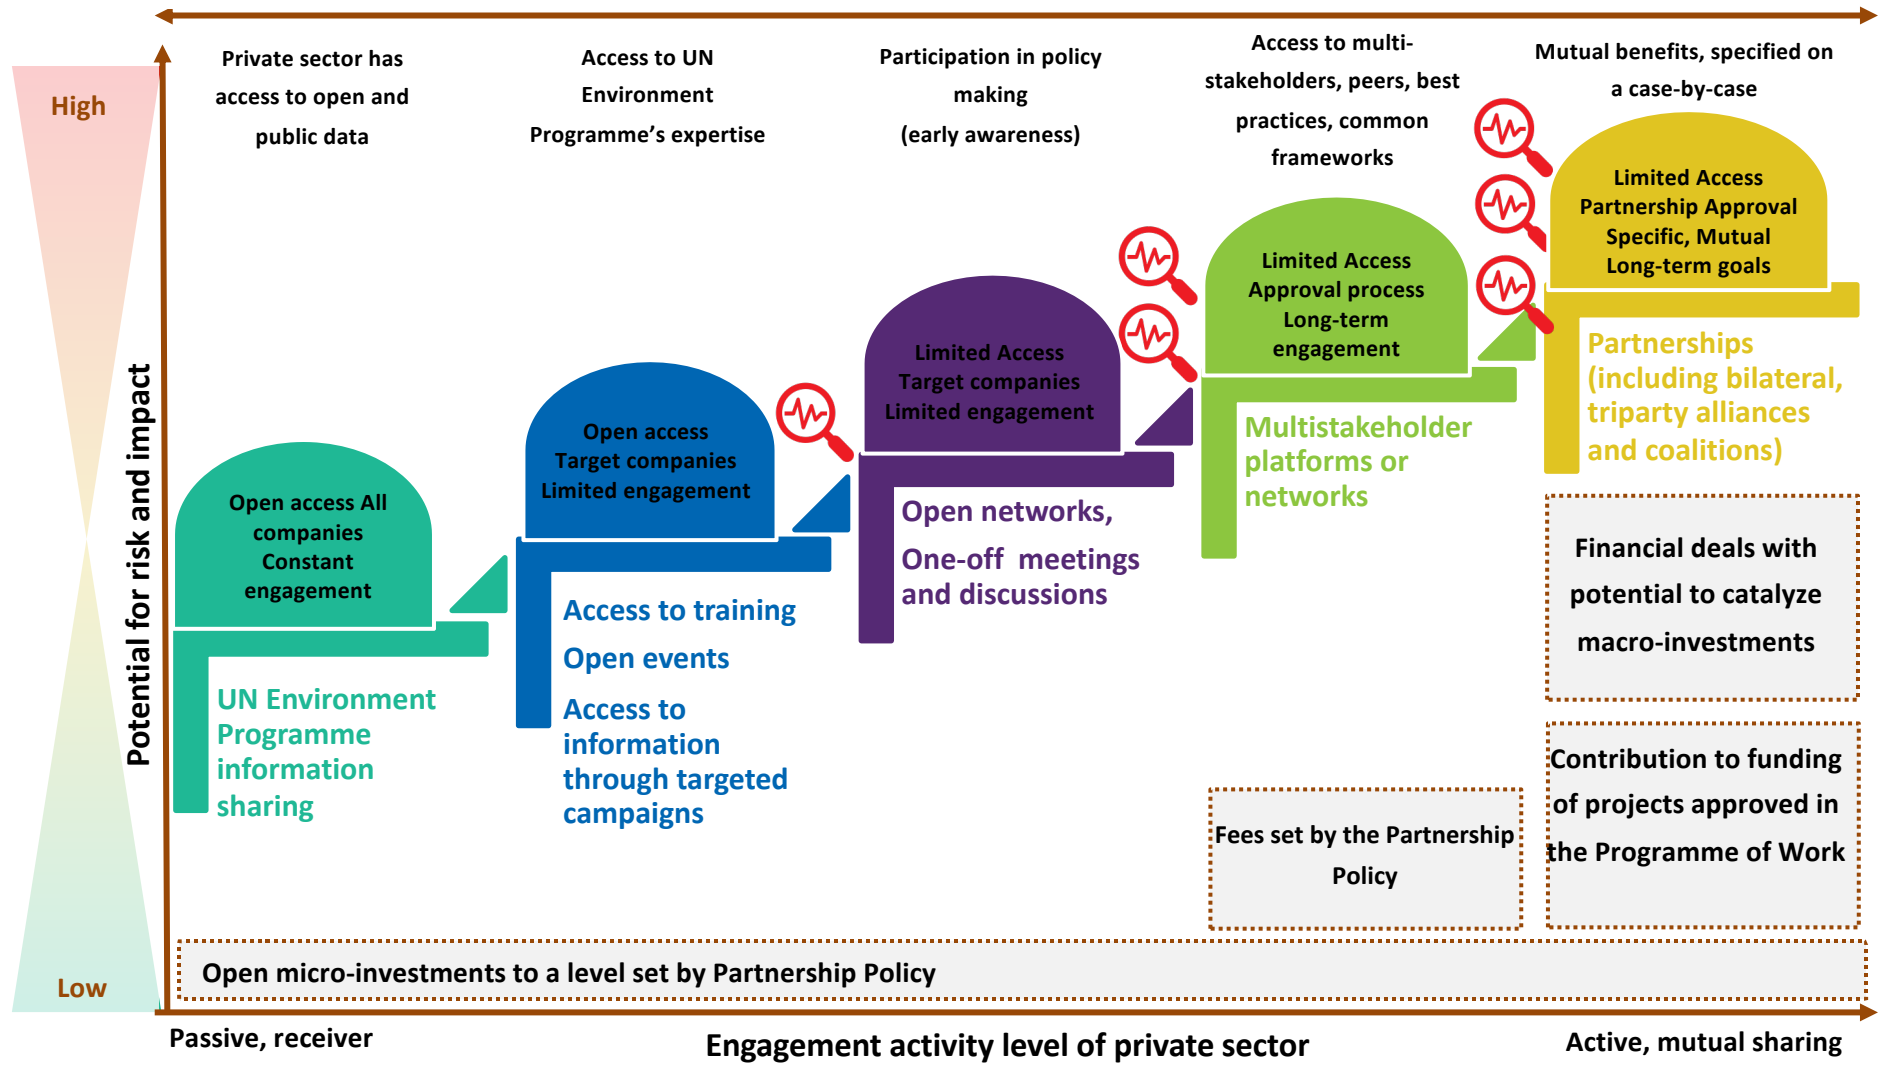 Private sector has
access to open and
public data
Access to UN
Environment
Programme's expertise
Participation in policy
making
(early awareness)
Access to multi-
stakeholders, peers, best
practices, common
frameworks
Mutual benefits, specified on
a case-by-case
High
Low
Potential for risk and impact
Open access All
companies
Constant
engagement
UN Environment
Programme
information
sharing
Open access
Target companies
Limited engagement
Access to training
Open events
Access to
information
through targeted
campaigns
Limited Access
Target companies
Limited engagement
Open networks,
One-off meetings
and discussions
Limited Access
Approval process
Long-term
engagement
Multistakeholder
platforms or
networks
Limited Access
Partnership Approval
Specific, Mutual
Long-term goals
Partnerships
(including bilateral,
triparty alliances
and coalitions)
Financial deals with
potential to catalyze
macro-investments
Contribution to funding
of projects approved in
the Programme of Work
Fees set by the Partnership
Policy
Open micro-investments to a level set by Partnership Policy
Passive, receiver
Engagement activity level of private sector
Active, mutual sharing